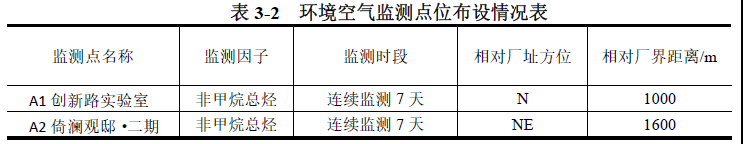 表 3-2 环境空气监测点位布设情况表
监测点名称 监测因子 监测时段 相对厂址方位 相对厂界距离/m
A1 创新路实验室 非甲烷总烃 连续监测 7 天 N 1000
A2 倚澜观邸·二期 非甲烷总烃 连续监测 7 天 NE 1600